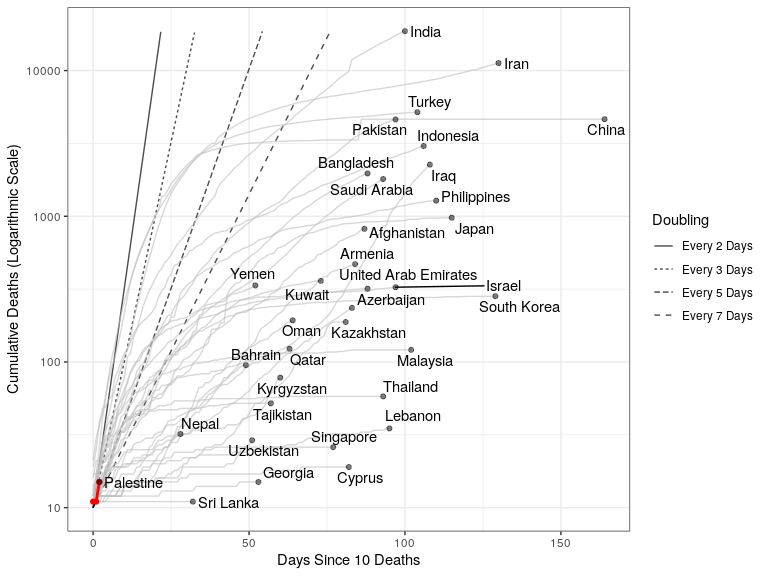 India
Iran
Turkey
Pakistan
China
Indonesia
Bangladesh
Iraq
Saudi Arabia
Philippines
Japan
Afghanistan
Armenia
Yemen
United Arab Emirates
Israel
Kuwait
Azerbaijan
South Korea
Oman
Kazakhstan
Bahrain
Qatar
Malaysia
Kyrgyzstan
Thailand
Tajikistan
Lebanon
Nepal
Singapore
Uzbekistan
Georgia
Cyprus
Palestine
Sri Lanka
10000
1000
100
10
0
50
100
150
Days Since 10 Deaths
Cumulative Deaths (Logarithmic Scale)
Doubling
Every 2 Days
Every 3 Days
Every 5 Days
Every 7 Days